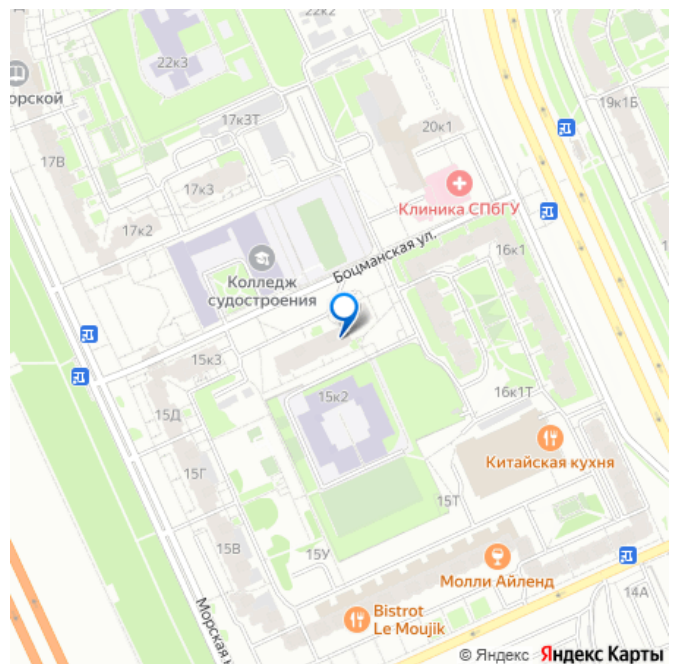 22к2
22к3
орской
17к3Т
19к1Б
20к1
17В
17к3
Клиника СПбГУ
17к2
Боцманская ул.
16к1
Колледж
судостроения
15к3
15к2
16к1Т
15Д
Китайская кухня
15Г
15Т
15В
15У
Молли Айленд
14А
Морская н
Bistrot
Le Moujik
© Яндекс Яндекс Карты